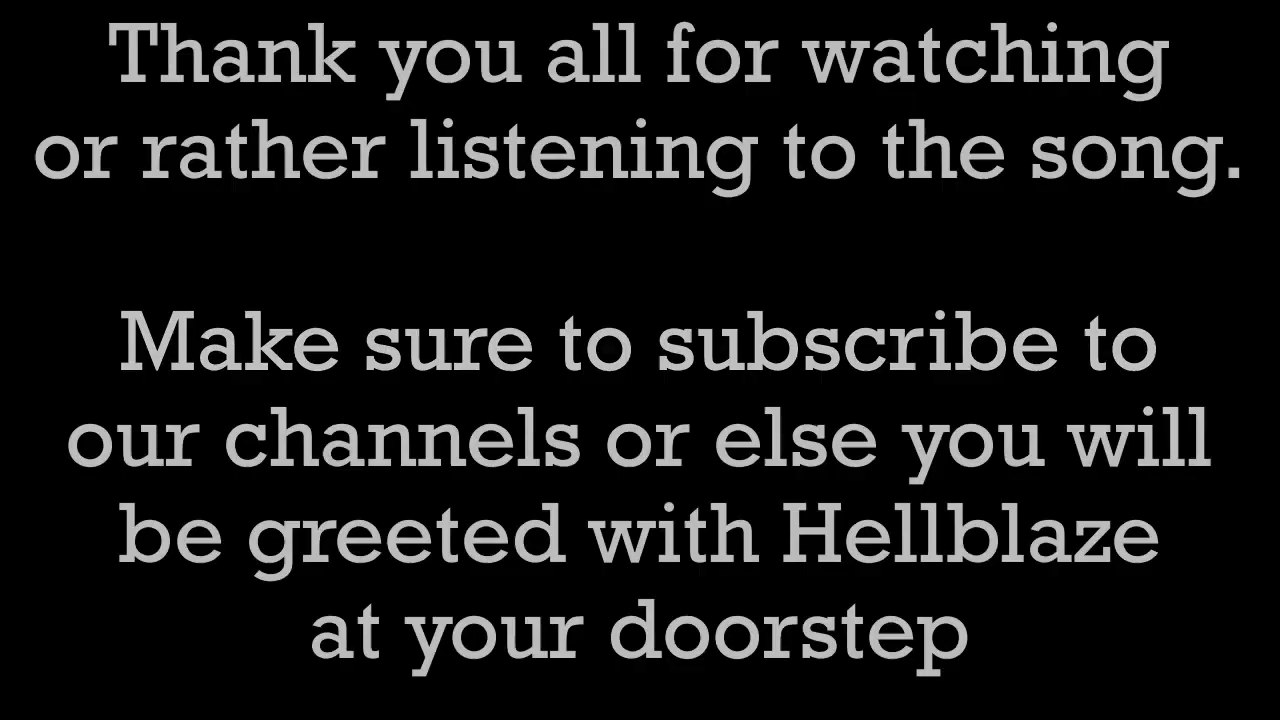 Thank you all for watching
or rather listening to the song.
Make sure to subscribe to
our channels or else you will
be greeted with Hellblaze
at your doorstep